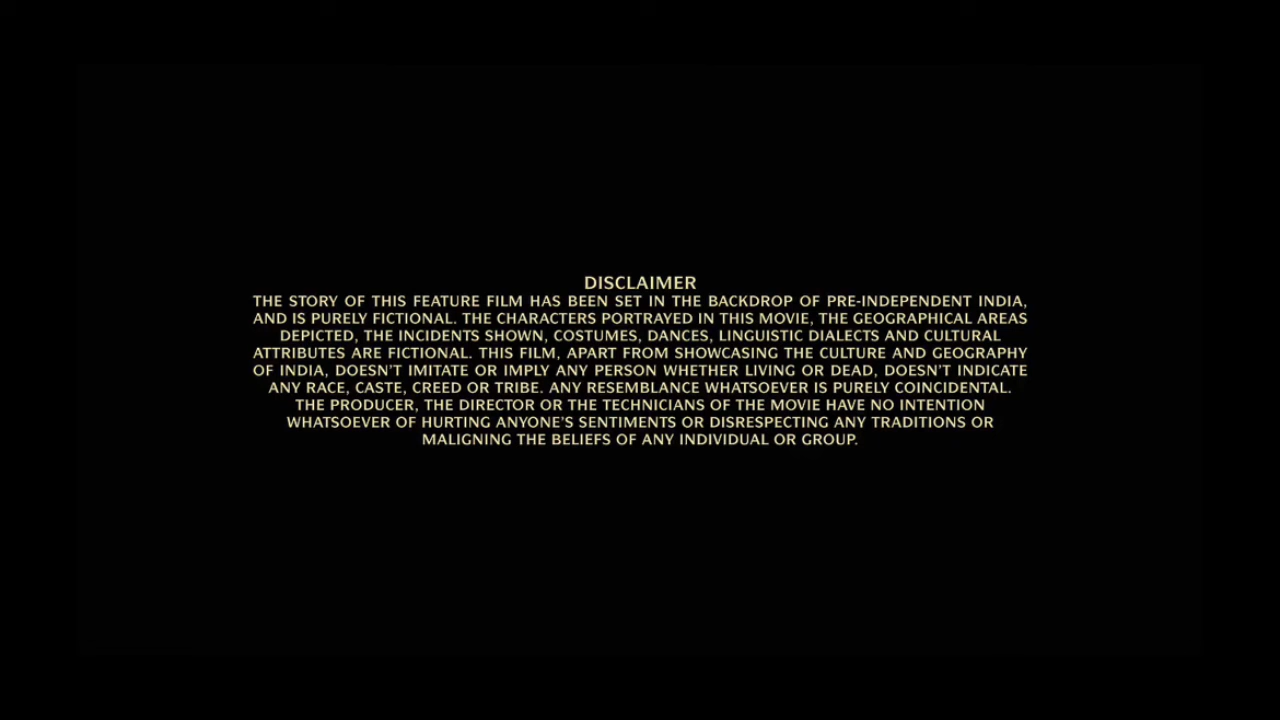 DISCLAIMER
THE STORY OF THIS FEATURE FILM HAS BEEN SET IN THE BACKDROP OF PRE-INDEPENDENT INDIA,
AND IS PURELY FICTIONAL. THE CHARACTERS PORTRAYED IN THIS MOVIE, THE GEOGRAPHICAL AREAS
DEPICTED, THE INCIDENTS SHOWN, COSTUMES, DANCES, LINGUISTIC DIALECTS AND CULTURAL
ATTRIBUTES ARE FICTIONAL. THIS FILM, APART FROM SHOWCASING THE CULTURE AND GEOGRAPHY
OF INDIA, DOESN'T IMITATE OR IMPLY ANY PERSON WHETHER LIVING OR DEAD, DOESN'T INDICATE
ANY RACE, CASTE, CREED OR TRIBE. ANY RESEMBLANCE WHATSOEVER IS PURELY COINCIDENTAL.
THE PRODUCER, THE DIRECTOR OR THE TECHNICIANS OF THE MOVIE HAVE NO INTENTION
WHATSOEVER OF HURTING ANYONE'S SENTIMENTS OR DISRESPECTING ANY TRADITIONS OR
MALIGNING THE BELIEFS OF ANY INDIVIDUAL OR GROUP.